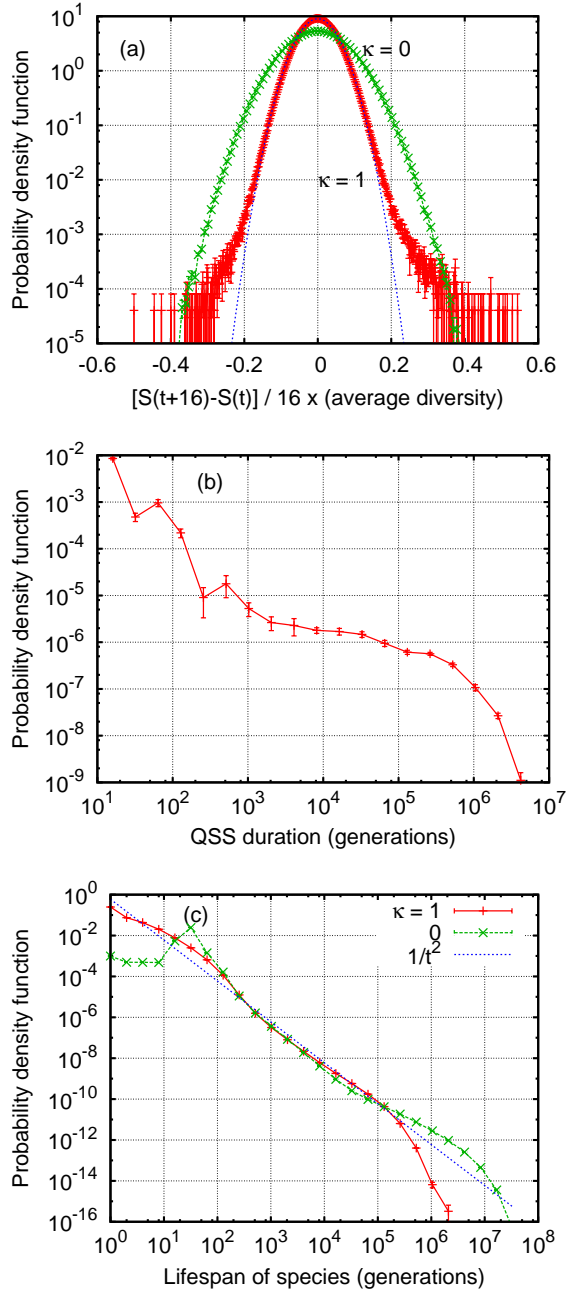 Probability density function
10^1
10^0
10^-1
10^-2
10^-3
10^-4
10^-5
(a)
κ = 0
κ = 1
-0.6 -0.4 -0.2 0 0.2 0.4 0.6
[S(t+16)-S(t)] / 16 x (average diversity)
Probability density function
10^-2
10^-3
10^-4
10^-5
10^-6
10^-7
10^-8
10^-9
(b)
10^1 10^2 10^3 10^4 10^5 10^6 10^7
QSS duration (generations)
Probability density function
10^0
10^-2
10^-4
10^-6
10^-8
10^-10
10^-12
10^-14
10^-16
(c)
κ = 1
0
1/t^2
10^0 10^1 10^2 10^3 10^4 10^5 10^6 10^7 10^8
Lifespan of species (generations)